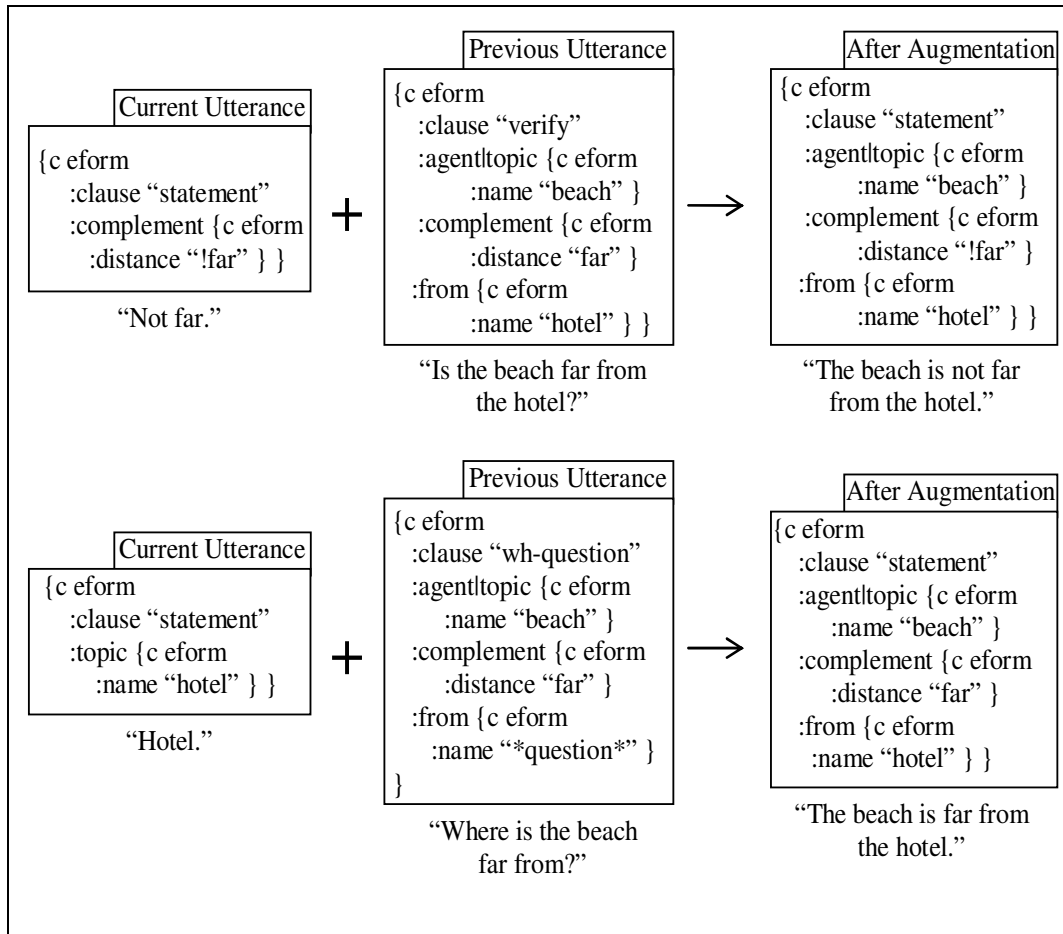 Current Utterance
{c eform
:clause “statement”
:complement {c eform
:distance “!far” } }
“Not far.”
+
Previous Utterance
{c eform
:clause “verify”
:agent|topic {c eform
:name “beach” }
:complement {c eform
:distance “far” }
:from {c eform
:name “hotel” } }
“Is the beach far from
the hotel?”
→
After Augmentation
{c eform
:clause “statement”
:agent|topic {c eform
:name “beach” }
:complement {c eform
:distance “!far” }
:from {c eform
:name “hotel” } }
“The beach is not far
from the hotel.”
Current Utterance
{c eform
:clause “statement”
:topic {c eform
:name “hotel” } }
“Hotel.”
+
Previous Utterance
{c eform
:clause “wh-question”
:agent|topic {c eform
:name “beach” }
:complement {c eform
:distance “far” }
:from {c eform
:name “*question*” }
}
“Where is the beach
far from?”
→
After Augmentation
{c eform
:clause “statement”
:agent|topic {c eform
:name “beach” }
:complement {c eform
:distance “far” }
:from {c eform
:name “hotel” } }
“The beach is far from
the hotel.”